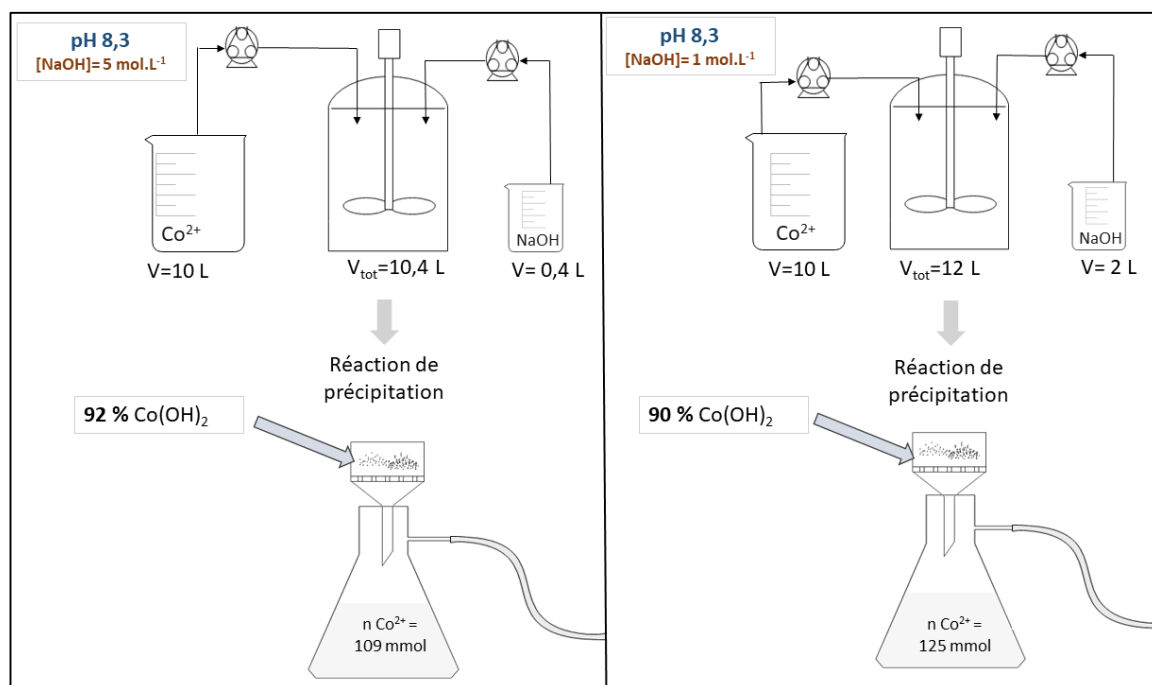 pH 8,3
[NaOH]= 5 mol.L⁻¹
Co²⁺
NaOH
V=10 L
Vₜₒₜ=10,4 L
V= 0,4 L
Réaction de
précipitation
92 % Co(OH)₂
n Co²⁺ =
109 mmol
pH 8,3
[NaOH]= 1 mol.L⁻¹
Co²⁺
NaOH
V=10 L
Vₜₒₜ=12 L
V= 2 L
Réaction de
précipitation
90 % Co(OH)₂
n Co²⁺ =
125 mmol